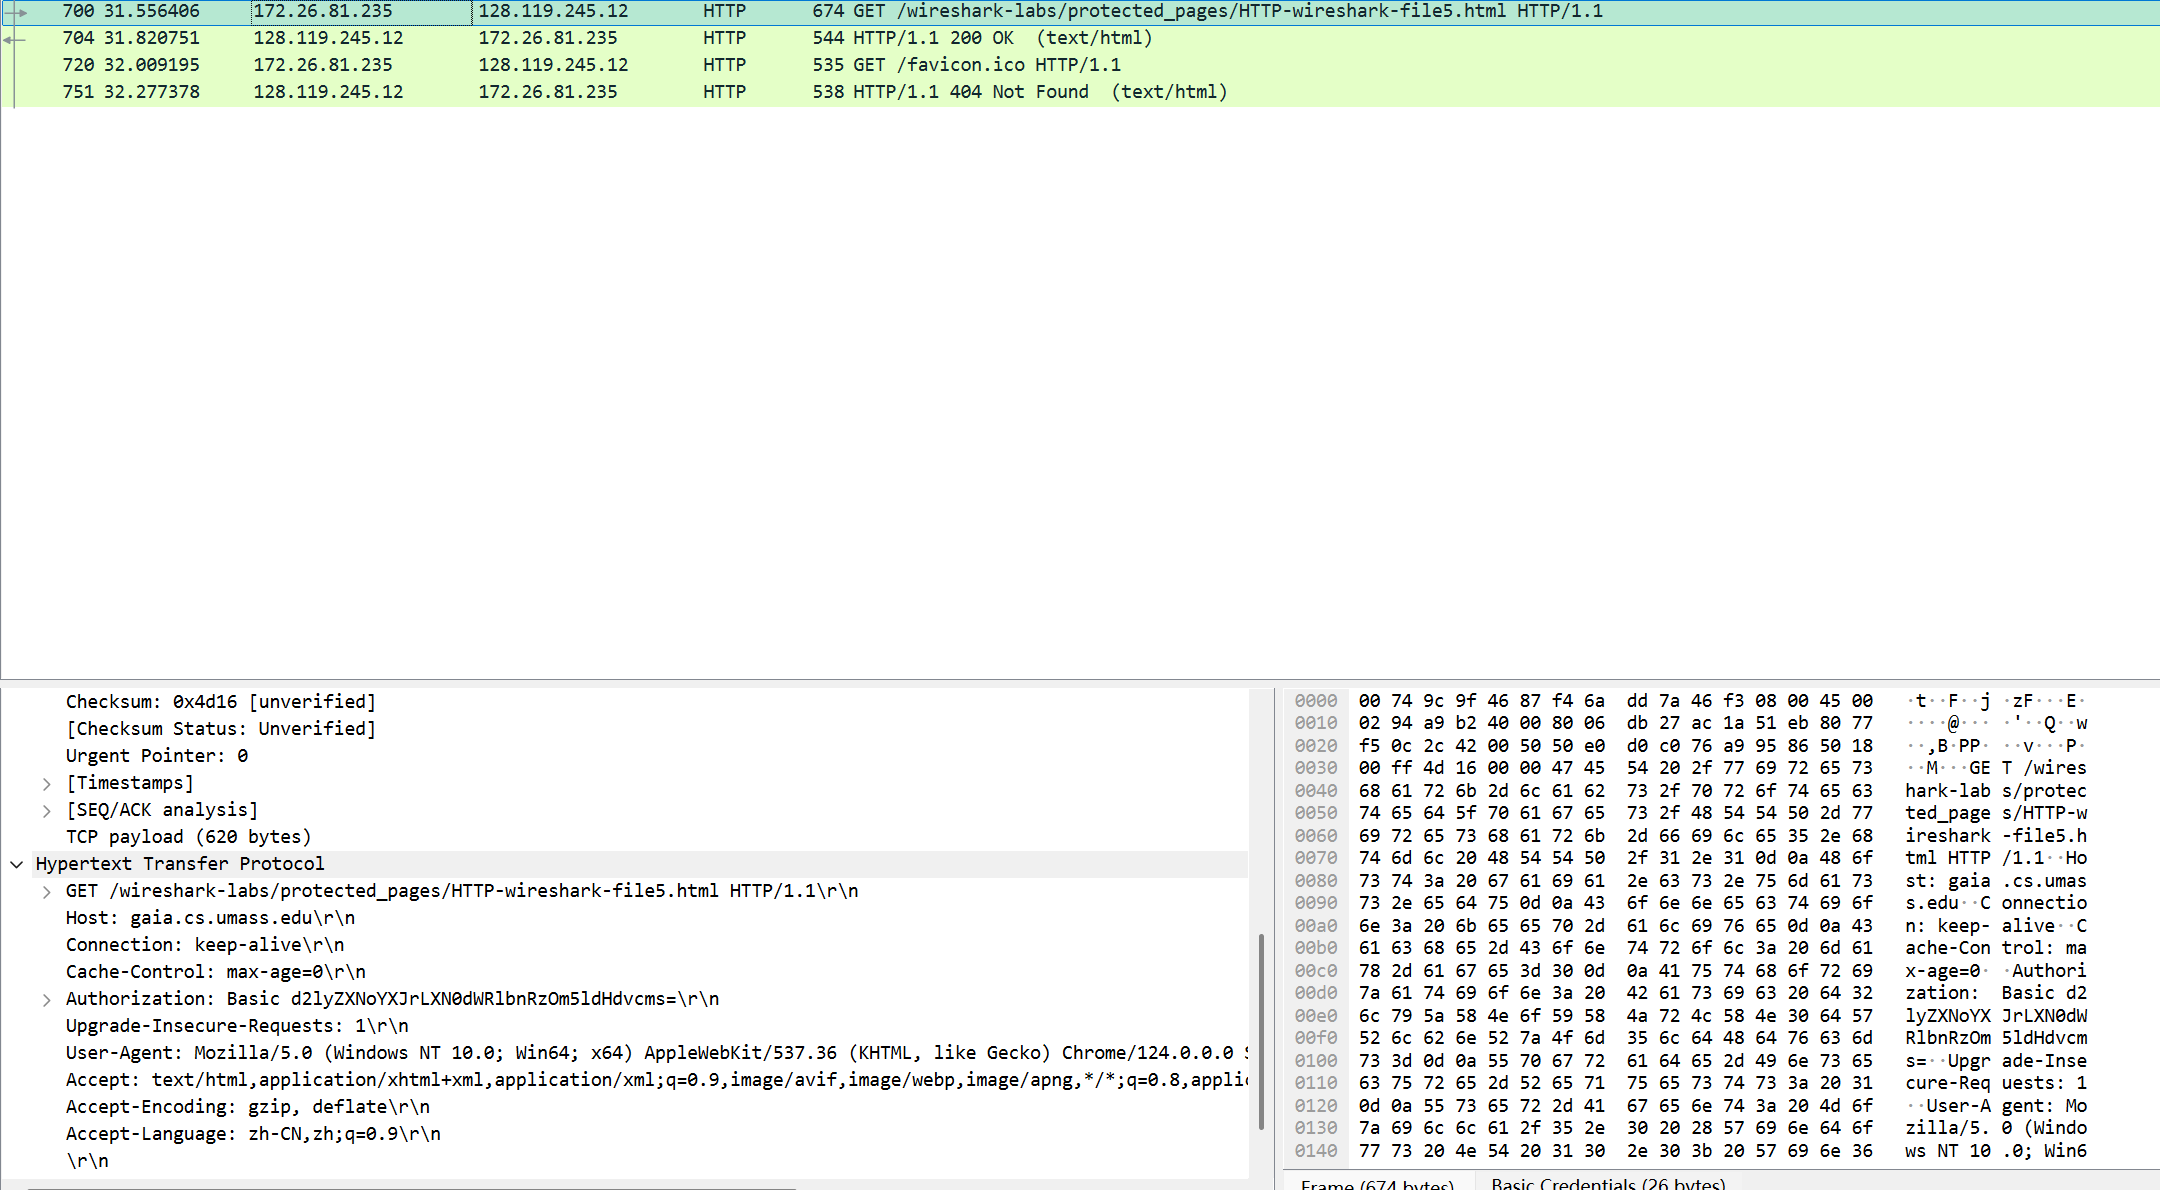 700 31.556406 172.26.81.235 128.119.245.12 HTTP 674 GET /wireshark-labs/protected_pages/HTTP-wireshark-file5.html HTTP/1.1
704 31.820751 128.119.245.12 172.26.81.235 HTTP 544 HTTP/1.1 200 OK  (text/html)
720 32.009195 172.26.81.235 128.119.245.12 HTTP 535 GET /favicon.ico HTTP/1.1
751 32.277378 128.119.245.12 172.26.81.235 HTTP 538 HTTP/1.1 404 Not Found  (text/html)
Checksum: 0x4d16 [unverified]
[Checksum Status: Unverified]
Urgent Pointer: 0
[Timestamps]
[SEQ/ACK analysis]
TCP payload (620 bytes)
Hypertext Transfer Protocol
GET /wireshark-labs/protected_pages/HTTP-wireshark-file5.html HTTP/1.1\r\n
Host: gaia.cs.umass.edu\r\n
Connection: keep-alive\r\n
Cache-Control: max-age=0\r\n
Authorization: Basic d2lyZXNoYXJrLXN0dWRlbnRzOm5ldHdvcms=\r\n
Upgrade-Insecure-Requests: 1\r\n
User-Agent: Mozilla/5.0 (Windows NT 10.0; Win64; x64) AppleWebKit/537.36 (KHTML, like Gecko) Chrome/124.0.0.0 S
Accept: text/html,application/xhtml+xml,application/xml;q=0.9,image/avif,image/webp,image/apng,*/*;q=0.8,applic
Accept-Encoding: gzip, deflate\r\n
Accept-Language: zh-CN,zh;q=0.9\r\n
\r\n
0000 00 74 9c 9f 46 87 f4 6a dd 7a 46 f3 08 00 45 00 ·t··F··j ·zF···E·
0010 02 94 a9 b2 40 00 80 06 db 27 ac 1a 51 eb 80 77 ····@··· ·'··Q··w
0020 f5 0c 2c 42 00 50 50 e0 d0 c0 76 a9 95 86 50 18 ··,B·PP· ··v···P·
0030 00 ff 4d 16 00 00 47 45 54 20 2f 77 69 72 65 73 ··M···GE T /wires
0040 68 61 72 6b 2d 6c 61 62 73 2f 70 72 6f 74 65 63 hark-lab s/protec
0050 74 65 64 5f 70 61 67 65 73 2f 48 54 54 50 2d 77 ted_page s/HTTP-w
0060 69 72 65 73 68 61 72 6b 2d 66 69 6c 65 35 2e 68 ireshark -file5.h
0070 74 6d 6c 20 48 54 54 50 2f 31 2e 31 0d 0a 48 6f tml HTTP /1.1··Ho
0080 73 74 3a 20 67 61 69 61 2e 63 73 2e 75 6d 61 73 st: gaia .cs.umas
0090 73 2e 65 64 75 0d 0a 43 6f 6e 6e 65 63 74 69 6f s.edu··C onnectio
00a0 6e 3a 20 6b 65 65 70 2d 61 6c 69 76 65 0d 0a 43 n: keep- alive··C
00b0 61 63 68 65 2d 43 6f 6e 74 72 6f 6c 3a 20 6d 61 ache-Con trol: ma
00c0 78 2d 61 67 65 3d 30 0d 0a 41 75 74 68 6f 72 69 x-age=0· ·Authori
00d0 7a 61 74 69 6f 6e 3a 20 42 61 73 69 63 20 64 32 zation:  Basic d2
00e0 6c 79 5a 58 4e 6f 59 58 4a 72 4c 58 4e 30 64 57 lyZXNoYX JrLXN0dW
00f0 52 6c 62 6e 52 7a 4f 6d 35 6c 64 48 64 76 63 6d RlbnRzOm 5ldHdvcm
0100 73 3d 0d 0a 55 70 67 72 61 64 65 2d 49 6e 73 65 s=··Upgr ade-Inse
0110 63 75 72 65 2d 52 65 71 75 65 73 74 73 3a 20 31 cure-Req uests: 1
0120 0d 0a 55 73 65 72 2d 41 67 65 6e 74 3a 20 4d 6f ··User-A gent: Mo
0130 7a 69 6c 6c 61 2f 35 2e 30 20 28 57 69 6e 64 6f zilla/5. 0 (Windo
0140 77 73 20 4e 54 20 31 30 2e 30 3b 20 57 69 6e 36 ws NT 10 .0; Win6
Frame (674 bytes) Basic Credentials (26 bytes)